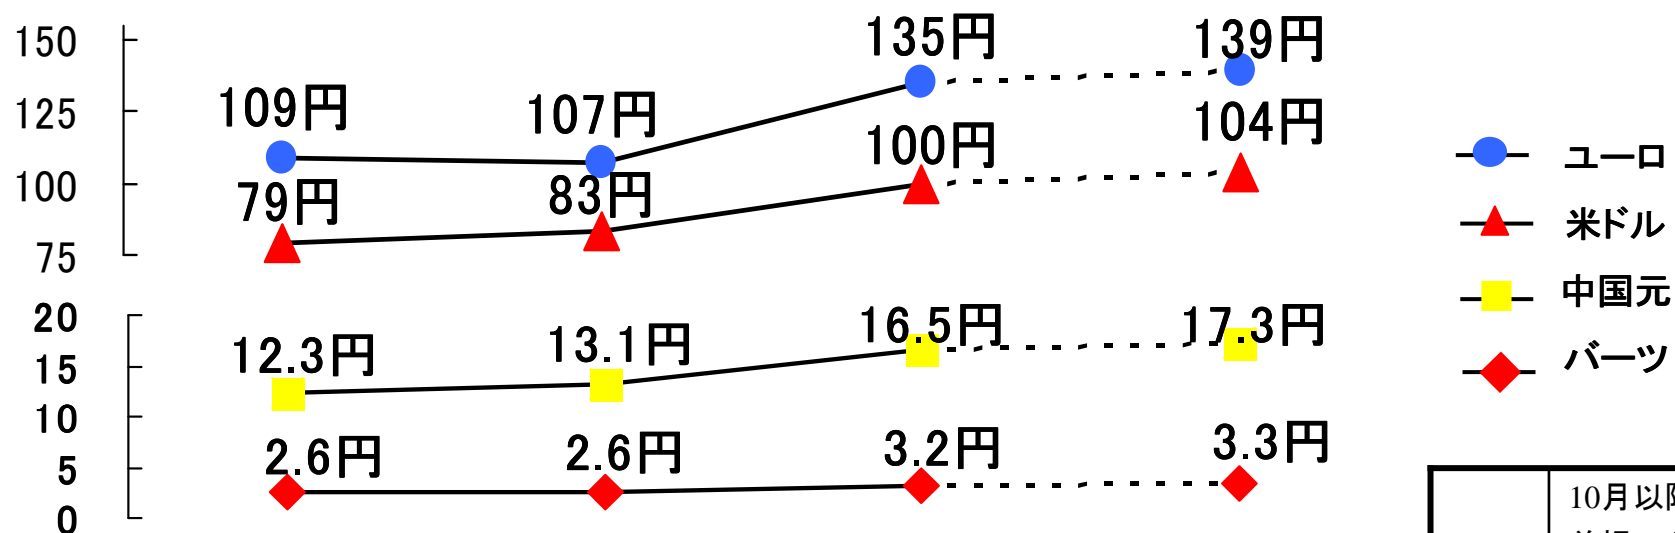 150
125
100
75
109円
107円
135円
139円
79円
83円
100円
104円
20
15
10
5
0
12.3円
13.1円
16.5円
17.3円
2.6円
2.6円
3.2円
3.3円
ユーロ
米ドル
中国元
バーツ
10月以降